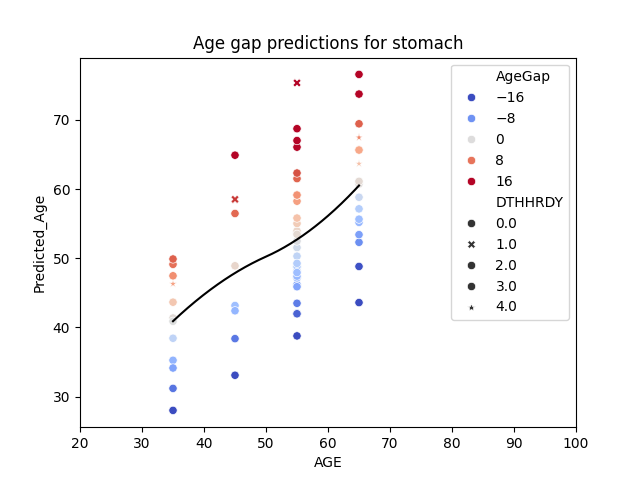 Age gap predictions for stomach
Predicted_Age
70
60
50
40
30
20 30 40 50 60 70 80 90 100
AGE
AgeGap
−16
−8
0
8
16
DTHHRDY
0.0
1.0
2.0
3.0
4.0